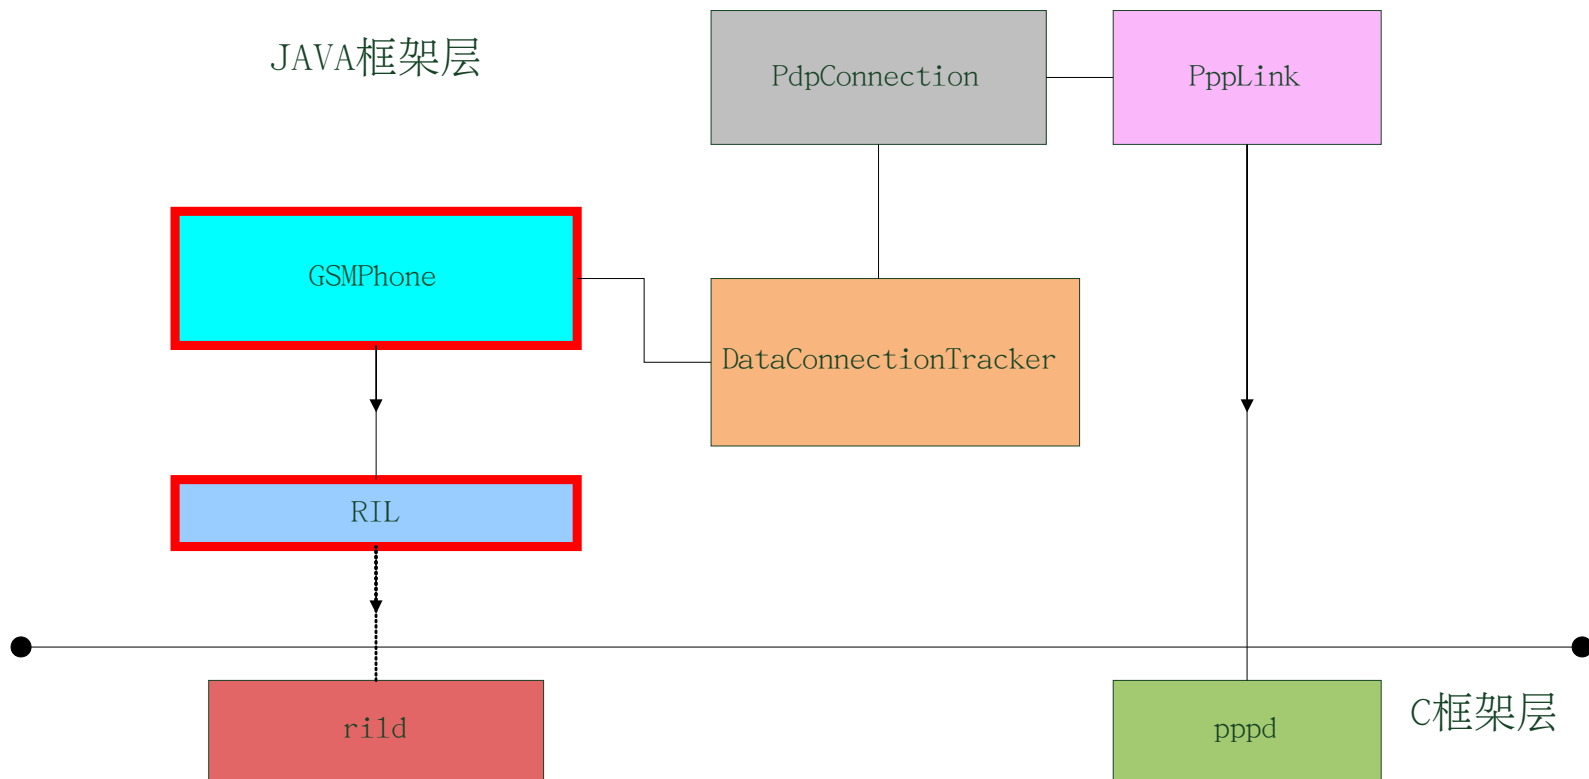 JAVA框架层
PdpConnection
PppLink
GSMPhone
DataConnectionTracker
RIL
rild
pppd
C框架层